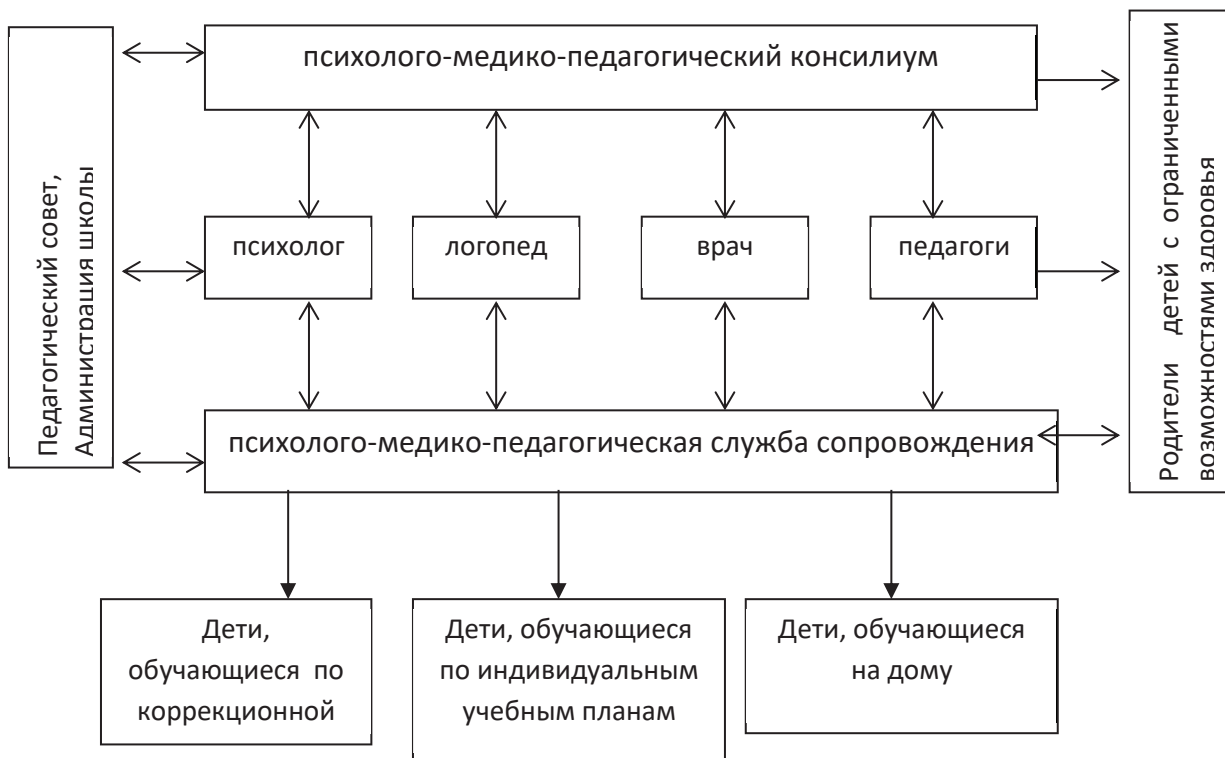 психолого-медико-педагогический консилиум
Педагогический совет,
Администрация школы
Родители детей с ограниченными
возможностями здоровья
психолог
логопед
врач
педагоги
психолого-медико-педагогическая служба сопровождения
Дети,
обучающиеся по
коррекционной
Дети, обучающиеся
по индивидуальным
учебным планам
Дети, обучающиеся
на дому